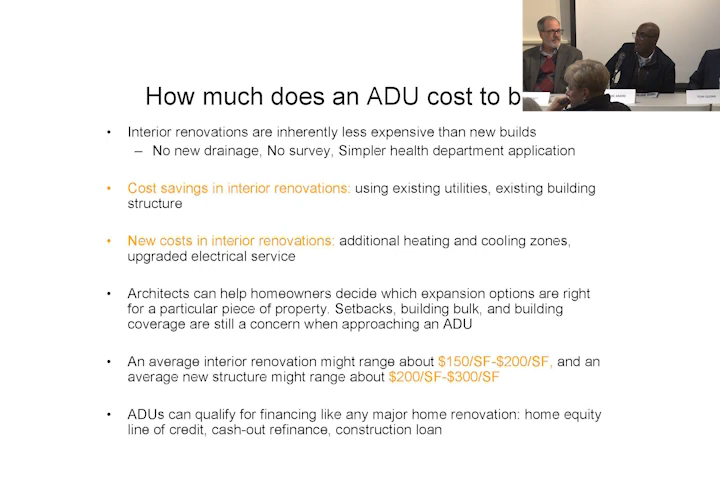 How much does an ADU cost to b
• Interior renovations are inherently less expensive than new builds
– No new drainage, No survey, Simpler health department application
• Cost savings in interior renovations: using existing utilities, existing building
structure
• New costs in interior renovations: additional heating and cooling zones,
upgraded electrical service
• Architects can help homeowners decide which expansion options are right
for a particular piece of property. Setbacks, building bulk, and building
coverage are still a concern when approaching an ADU
• An average interior renovation might range about $150/SF-$200/SF, and an
average new structure might range about $200/SF-$300/SF
• ADUs can qualify for financing like any major home renovation: home equity
line of credit, cash-out refinance, construction loan